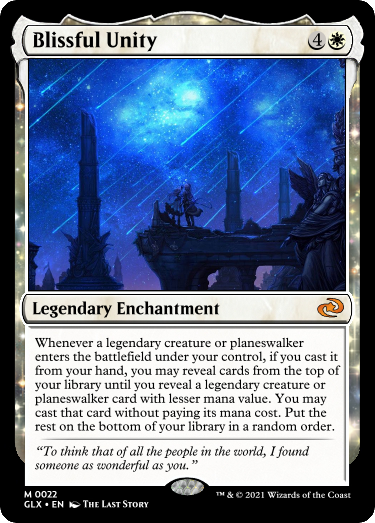 Blissful Unity 4
Legendary Enchantment
Whenever a legendary creature or planeswalker
enters the battlefield under your control, if you cast it
from your hand, you may reveal cards from the top of
your library until you reveal a legendary creature or
planeswalker card with lesser mana value. You may
cast that card without paying its mana cost. Put the
rest on the bottom of your library in a random order.
“To think that of all the people in the world, I found
someone as wonderful as you.”
M 0022
GLX • EN The Last Story
™ & © 2021 Wizards of the Coast